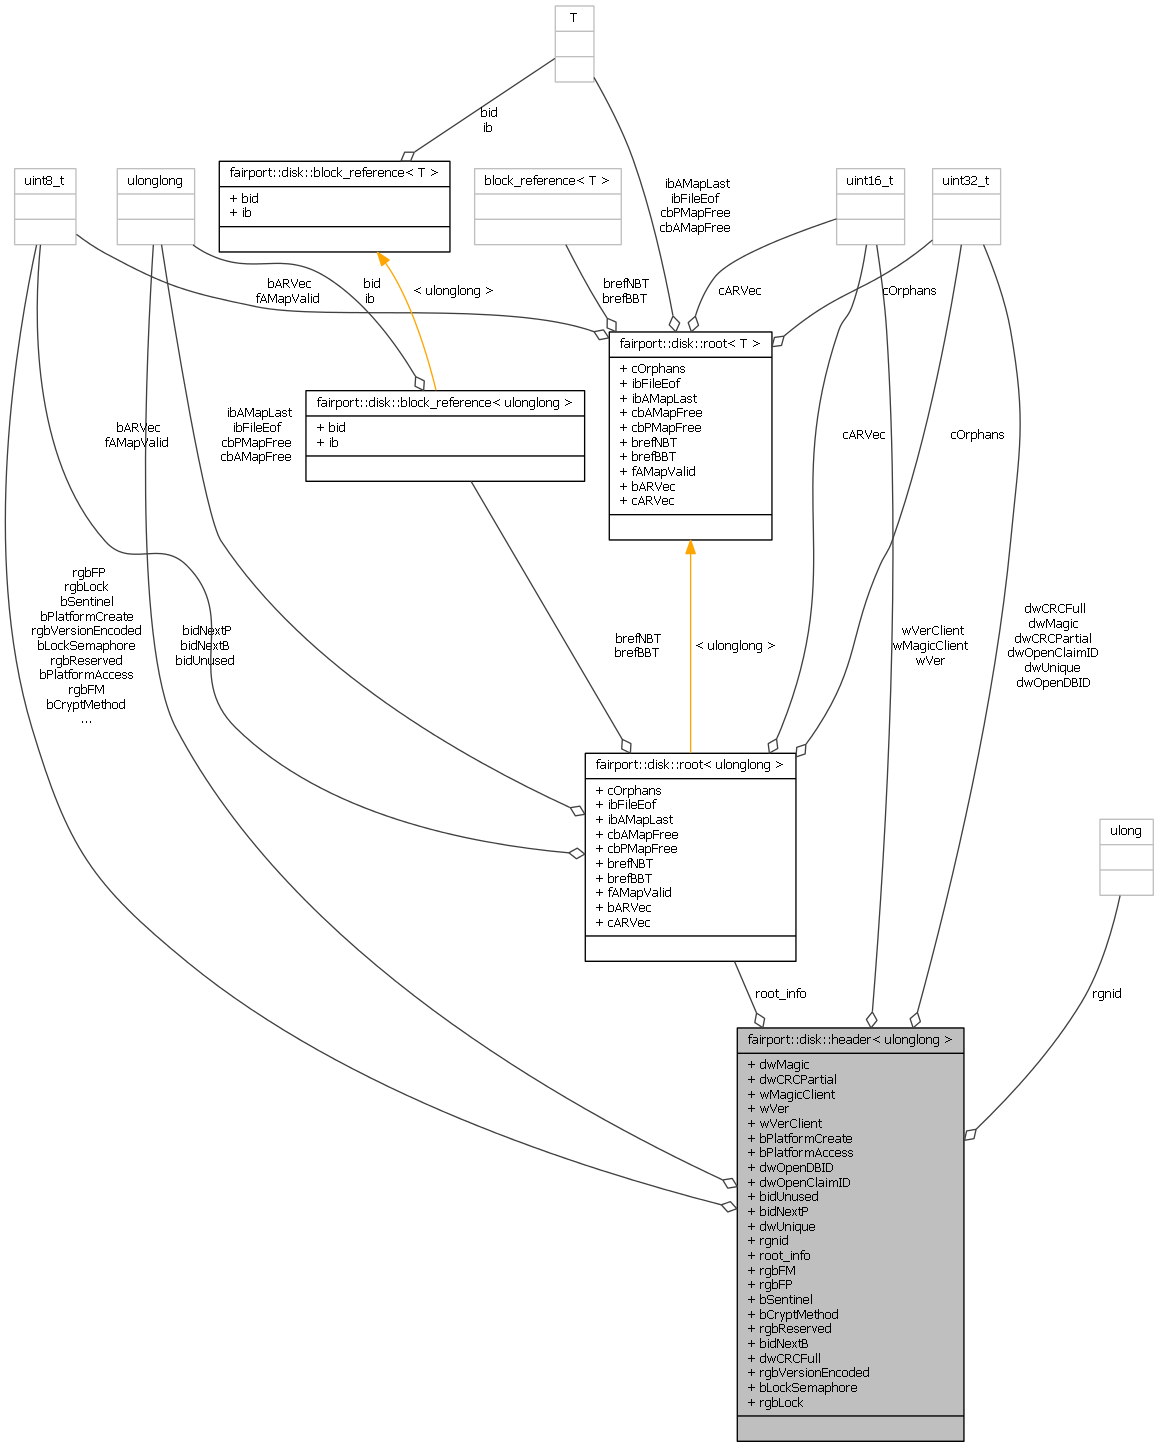 T
bid
ib
fairport::disk::block_reference< T >
+ bid
+ ib
uint8_t
ulonglong
block_reference< T >
uint16_t
uint32_t
ibAMapLast
ibFileEof
cbPMapFree
cbAMapFree
bARVec
fAMapValid
bid
ib
< ulonglong >
brefNBT
brefBBT
cARVec
cOrphans
fairport::disk::root< T >
+ cOrphans
+ ibFileEof
+ ibAMapLast
+ cbAMapFree
+ cbPMapFree
+ brefNBT
+ brefBBT
+ fAMapValid
+ bARVec
+ cARVec
fairport::disk::block_reference< ulonglong >
+ bid
+ ib
bARVec
fAMapValid
ibAMapLast
ibFileEof
cbPMapFree
cbAMapFree
cARVec
cOrphans
rgbFP
rgbLock
bSentinel
bPlatformCreate
rgbVersionEncoded
bLockSemaphore
rgbReserved
bPlatformAccess
rgbFM
bCryptMethod
...
bidNextP
bidNextB
bidUnused
brefNBT
brefBBT
< ulonglong >
wVerClient
wMagicClient
wVer
dwCRCFull
dwMagic
dwCRCPartial
dwOpenClaimID
dwUnique
dwOpenDBID
fairport::disk::root< ulonglong >
+ cOrphans
+ ibFileEof
+ ibAMapLast
+ cbAMapFree
+ cbPMapFree
+ brefNBT
+ brefBBT
+ fAMapValid
+ bARVec
+ cARVec
ulong
root_info
rgnid
fairport::disk::header< ulonglong >
+ dwMagic
+ dwCRCPartial
+ wMagicClient
+ wVer
+ wVerClient
+ bPlatformCreate
+ bPlatformAccess
+ dwOpenDBID
+ dwOpenClaimID
+ bidUnused
+ bidNextP
+ dwUnique
+ rgnid
+ root_info
+ rgbFM
+ rgbFP
+ bSentinel
+ bCryptMethod
+ rgbReserved
+ bidNextB
+ dwCRCFull
+ rgbVersionEncoded
+ bLockSemaphore
+ rgbLock